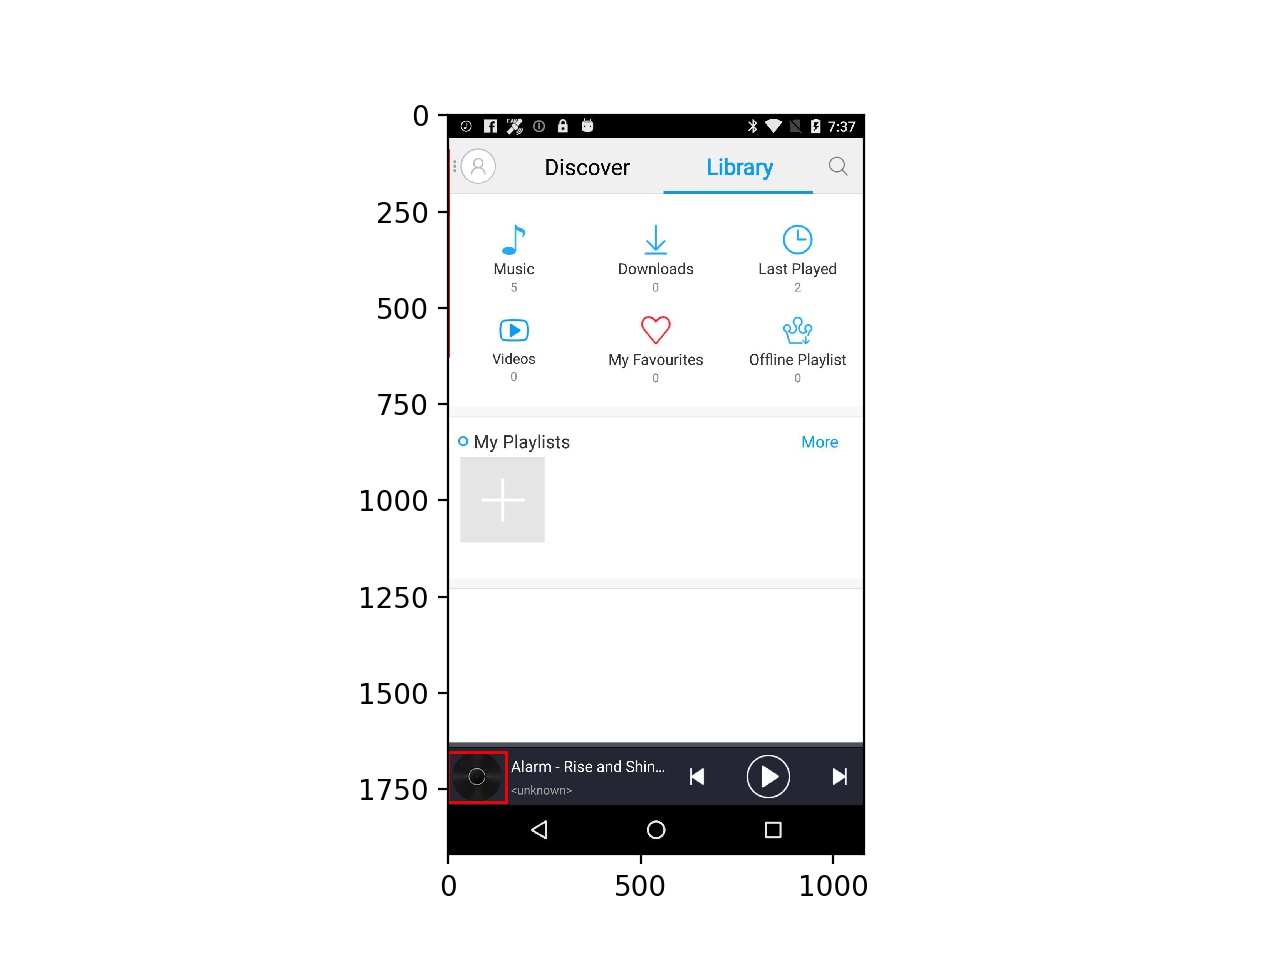 0
7:37
Discover
Library
250
Music
Downloads
Last Played
5
0
2
500
Videos
My Favourites
Offline Playlist
0
0
0
750
My Playlists
More
1000
1250
1500
Alarm - Rise and Shin...
<unknown>
1750
0
500
1000